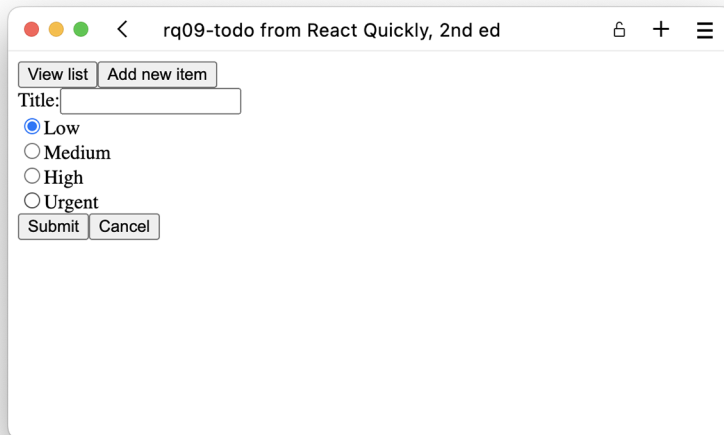 rq09-todo from React Quickly, 2nd ed
View list Add new item
Title:
Low
Medium
High
Urgent
Submit Cancel